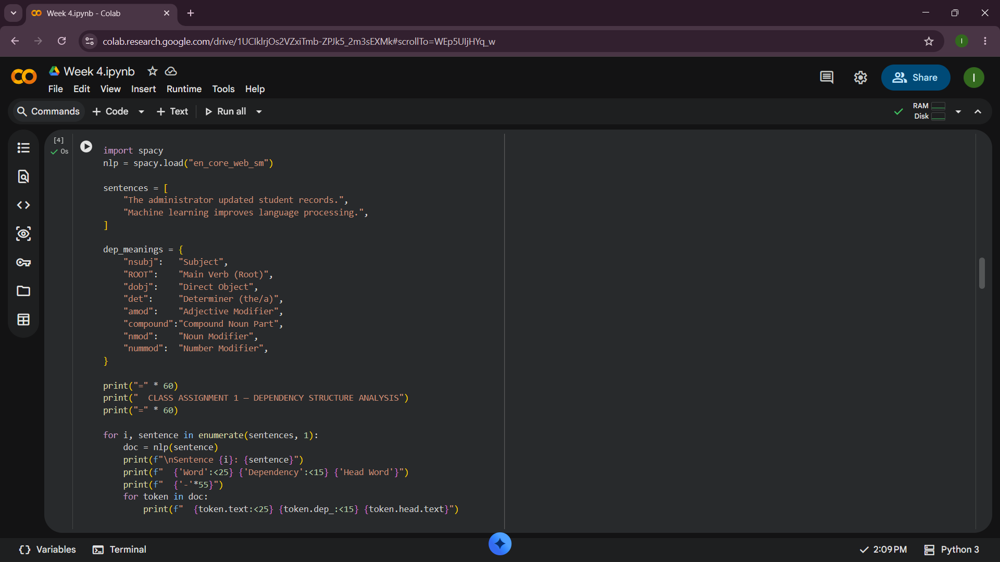 Week 4.ipynb - Colab
colab.research.google.com/drive/1UClklrjOs2VZxiTmb-ZPJk5_2m3sEXMk#scrollTo=WEp5UljHYq_w
I
Week 4.ipynb
File Edit View Insert Runtime Tools Help
Share
I
Commands + Code + Text Run all
RAM
Disk
[4]
0s
import spacy
nlp = spacy.load("en_core_web_sm")
sentences = [
    "The administrator updated student records.",
    "Machine learning improves language processing.",
]
dep_meanings = {
    "nsubj":   "Subject",
    "ROOT":    "Main Verb (Root)",
    "dobj":    "Direct Object",
    "det":     "Determiner (the/a)",
    "amod":    "Adjective Modifier",
    "compound":"Compound Noun Part",
    "nmod":    "Noun Modifier",
    "nummod":  "Number Modifier",
}
print("=" * 60)
print("  CLASS ASSIGNMENT 1 — DEPENDENCY STRUCTURE ANALYSIS")
print("=" * 60)
for i, sentence in enumerate(sentences, 1):
    doc = nlp(sentence)
    print(f"\nSentence {i}: {sentence}")
    print(f"  {'Word':<25} {'Dependency':<15} {'Head Word'}")
    print(f"  {'-'*55}")
    for token in doc:
        print(f"  {token.text:<25} {token.dep_:<15} {token.head.text}")
Variables
Terminal
2:09 PM
Python 3